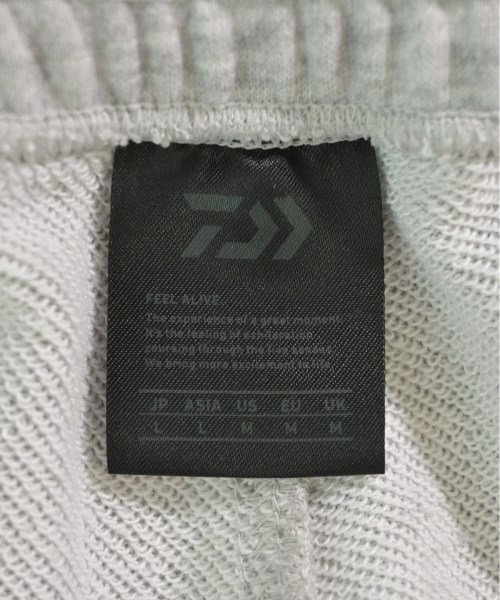 FEEL ALIVE.
The experience of a great moment.
It's the feeling of exhilaration
running through the five senses.
We bring more excitement to life.
JP ASIA US EU UK
L L M M M